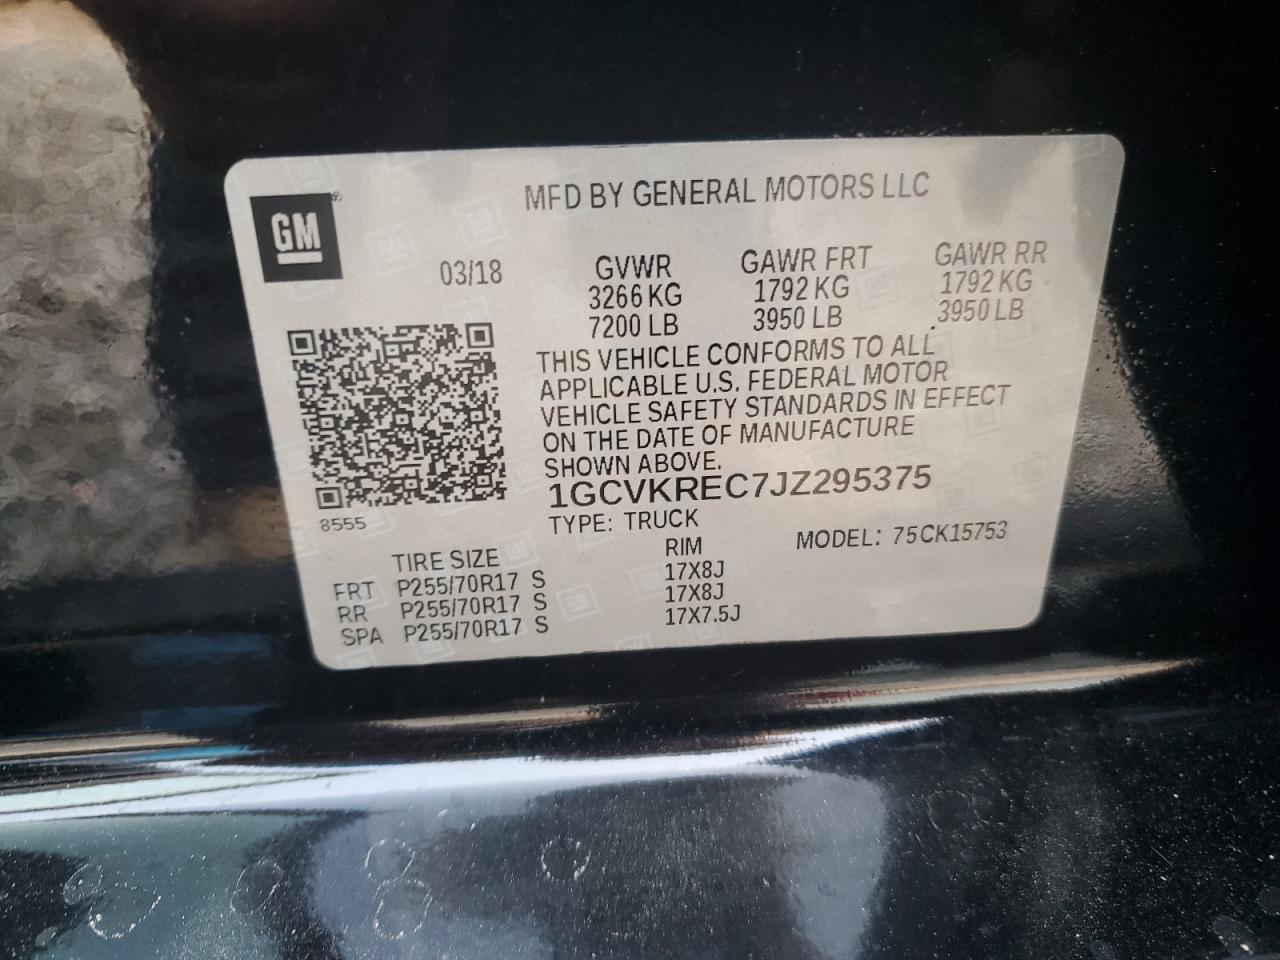 MFD BY GENERAL MOTORS LLC
GM ®
03/18
GVWR GAWR FRT GAWR RR
3266 KG 1792 KG 1792 KG
7200 LB 3950 LB 3950 LB
THIS VEHICLE CONFORMS TO ALL
APPLICABLE U.S. FEDERAL MOTOR
VEHICLE SAFETY STANDARDS IN EFFECT
ON THE DATE OF MANUFACTURE
SHOWN ABOVE.
1GCVKREC7JZ295375
8555
TYPE: TRUCK MODEL: 75CK15753
TIRE SIZE RIM
FRT P255/70R17 S 17X8J
RR P255/70R17 S 17X8J
SPA P255/70R17 S 17X7.5J